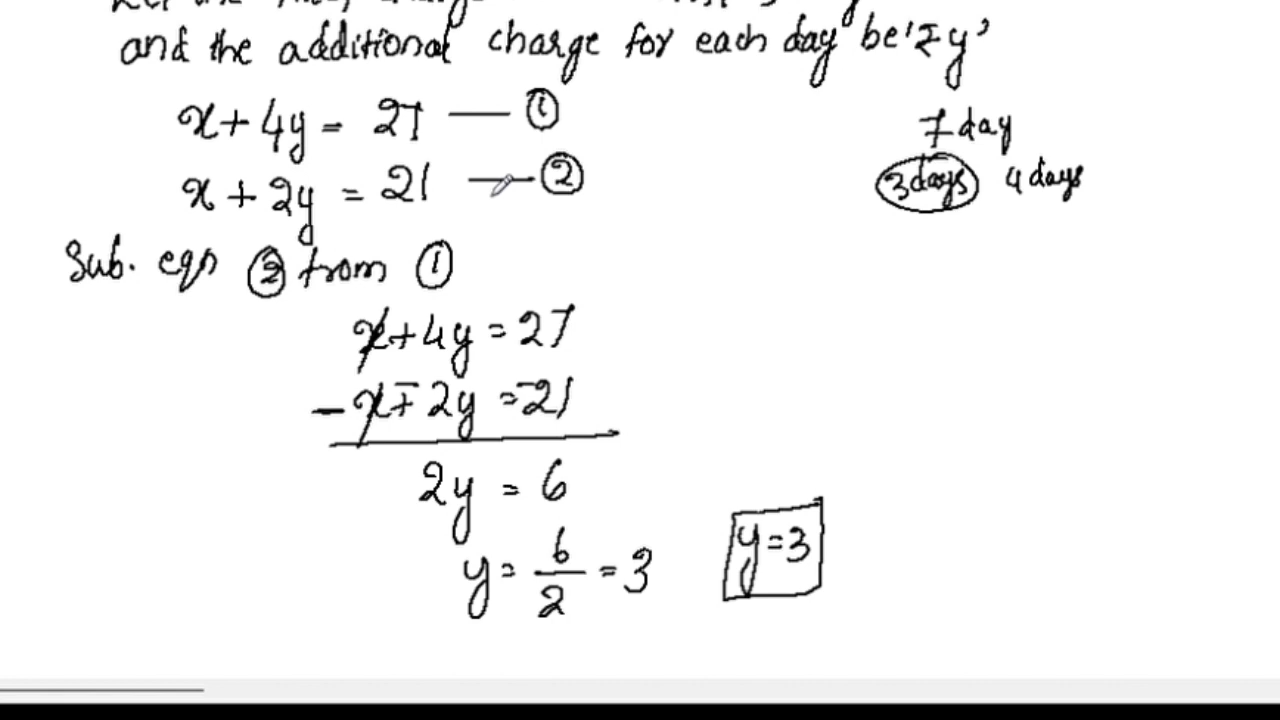 and the additional charge for each day be '₹ y'
x + 4y = 27 — ①
7 day
x + 2y = 21 — ②
3 days 4 days
Sub. eqn ② from ①
x + 4y = 27
- x ∓ 2y = -21
2y = 6
y = 6/2 = 3
y = 3